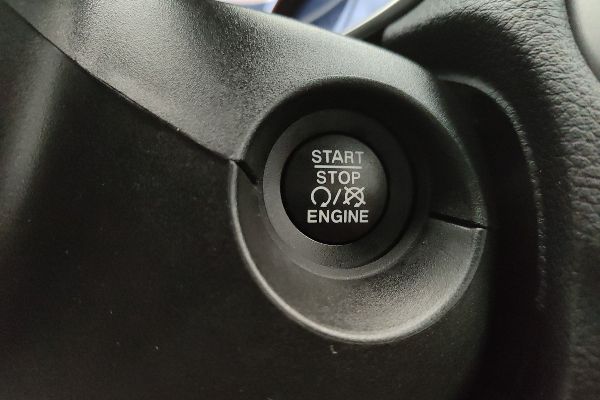 START
STOP
/
ENGINE